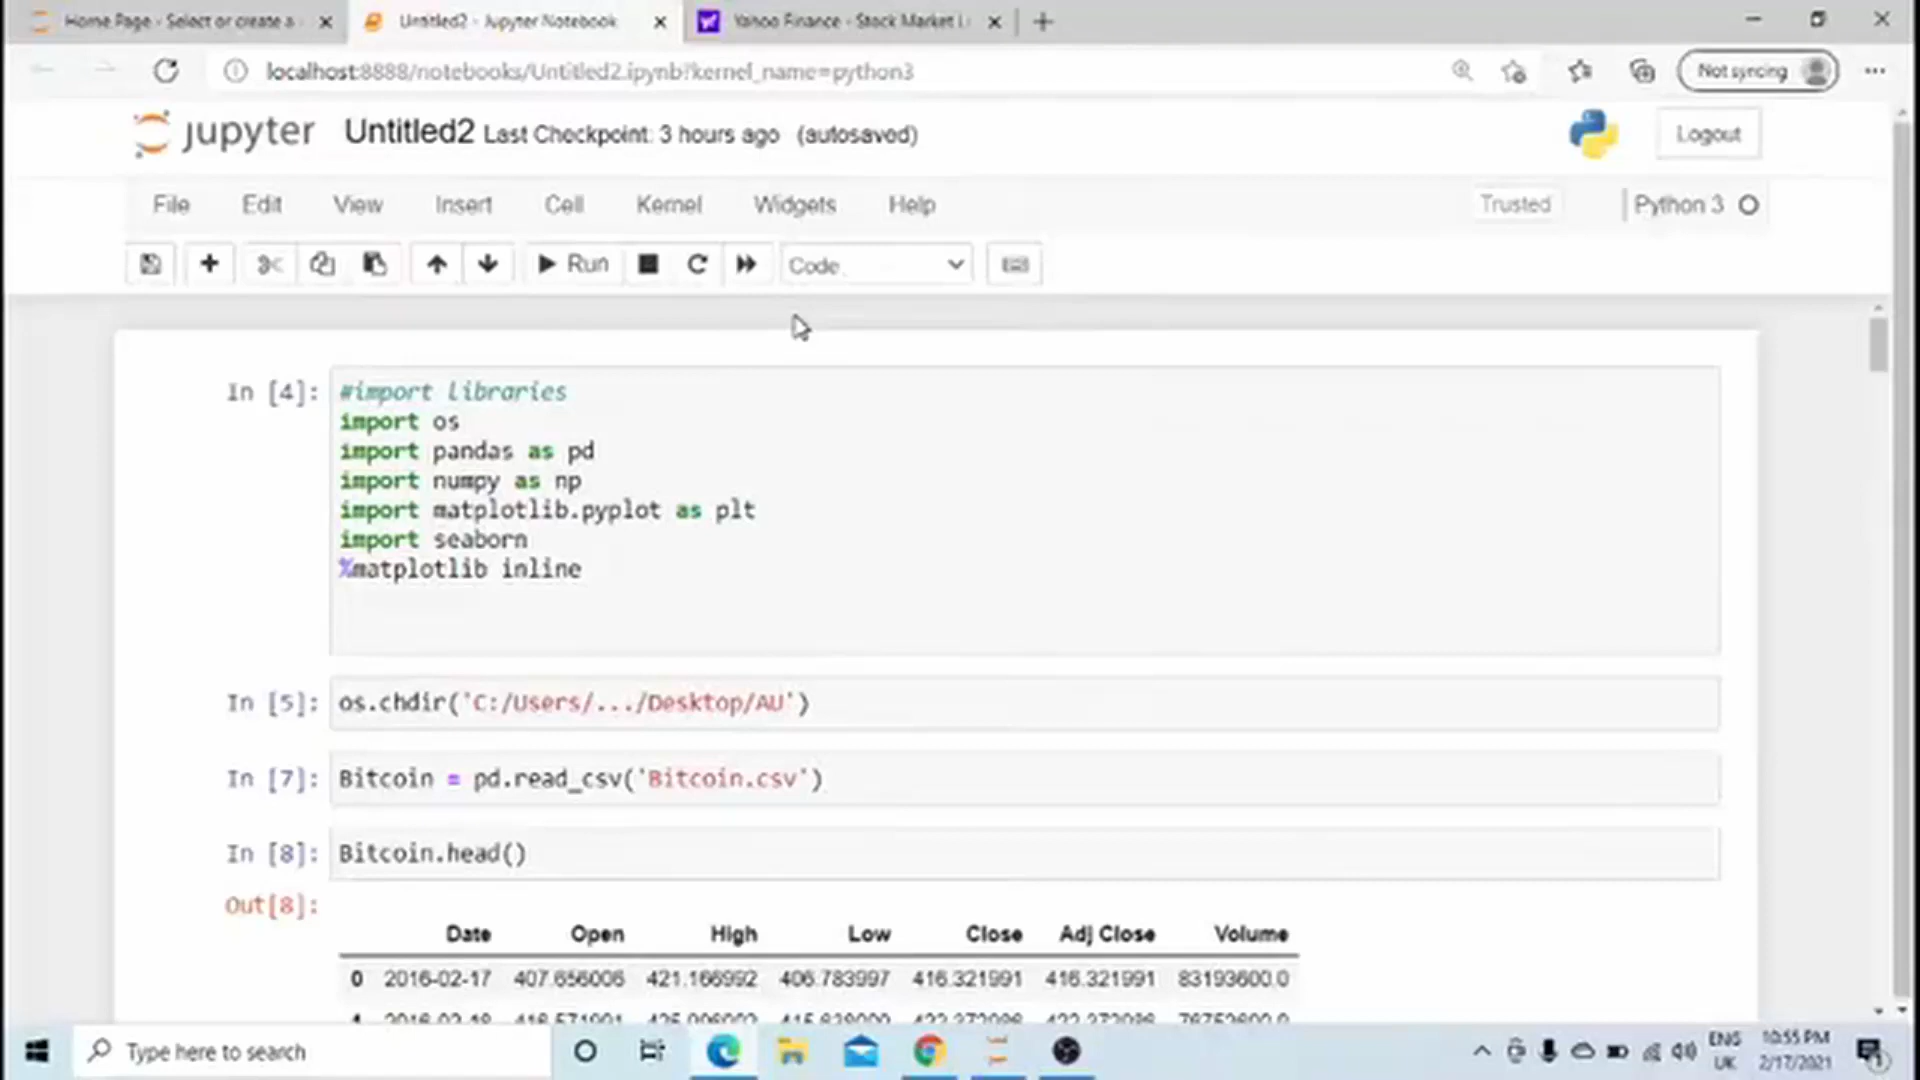 Home Page - Select or create a
Untitled2 - Jupyter Notebook
Yahoo Finance - Stock Market L
localhost:8888/notebooks/Untitled2.ipynb?kernel_name=python3
Not syncing
jupyter Untitled2 Last Checkpoint: 3 hours ago (autosaved)
Logout
File Edit View Insert Cell Kernel Widgets Help
Trusted
Python 3
Run
Code
In [4]:
#import libraries
import os
import pandas as pd
import numpy as np
import matplotlib.pyplot as plt
import seaborn
%matplotlib inline
In [5]: os.chdir('C:/Users/.../Desktop/AU')
In [7]: Bitcoin = pd.read_csv('Bitcoin.csv')
In [8]: Bitcoin.head()
Out[8]:
Date Open High Low Close Adj Close Volume
0 2016-02-17 407.656006 421.166992 406.783997 416.321991 416.321991 83193600.0
1 2016-02-18
Type here to search
ENG
UK
10:55 PM
2/17/2021